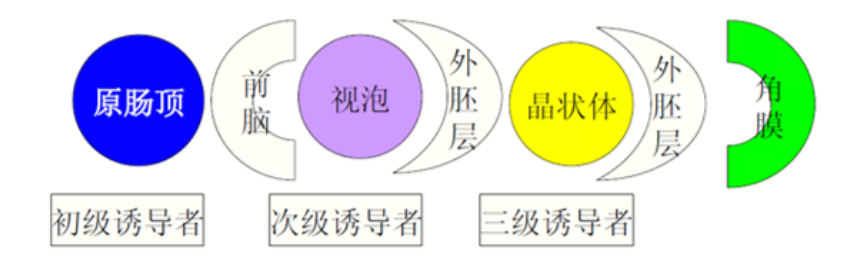 原肠顶
前脑
视泡
外胚层
晶状体
外胚层
角膜
初级诱导者
次级诱导者
三级诱导者